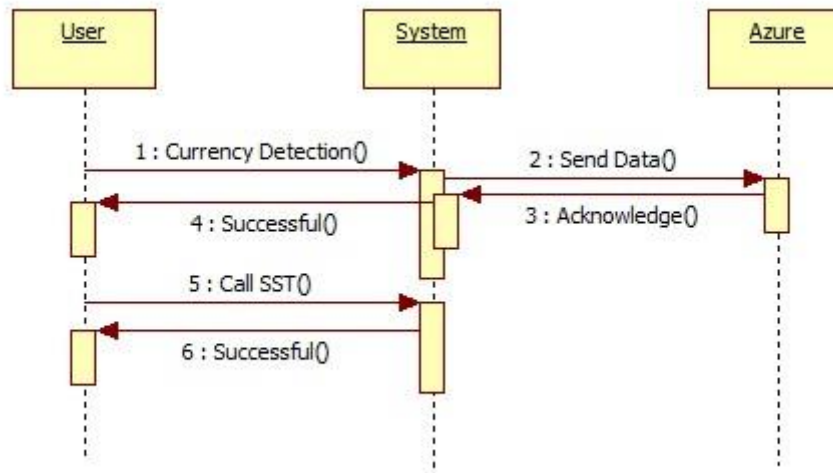 User
System
Azure
1 : Currency Detection()
2 : Send Data()
3 : Acknowledge()
4 : Successful()
5 : Call SST()
6 : Successful()